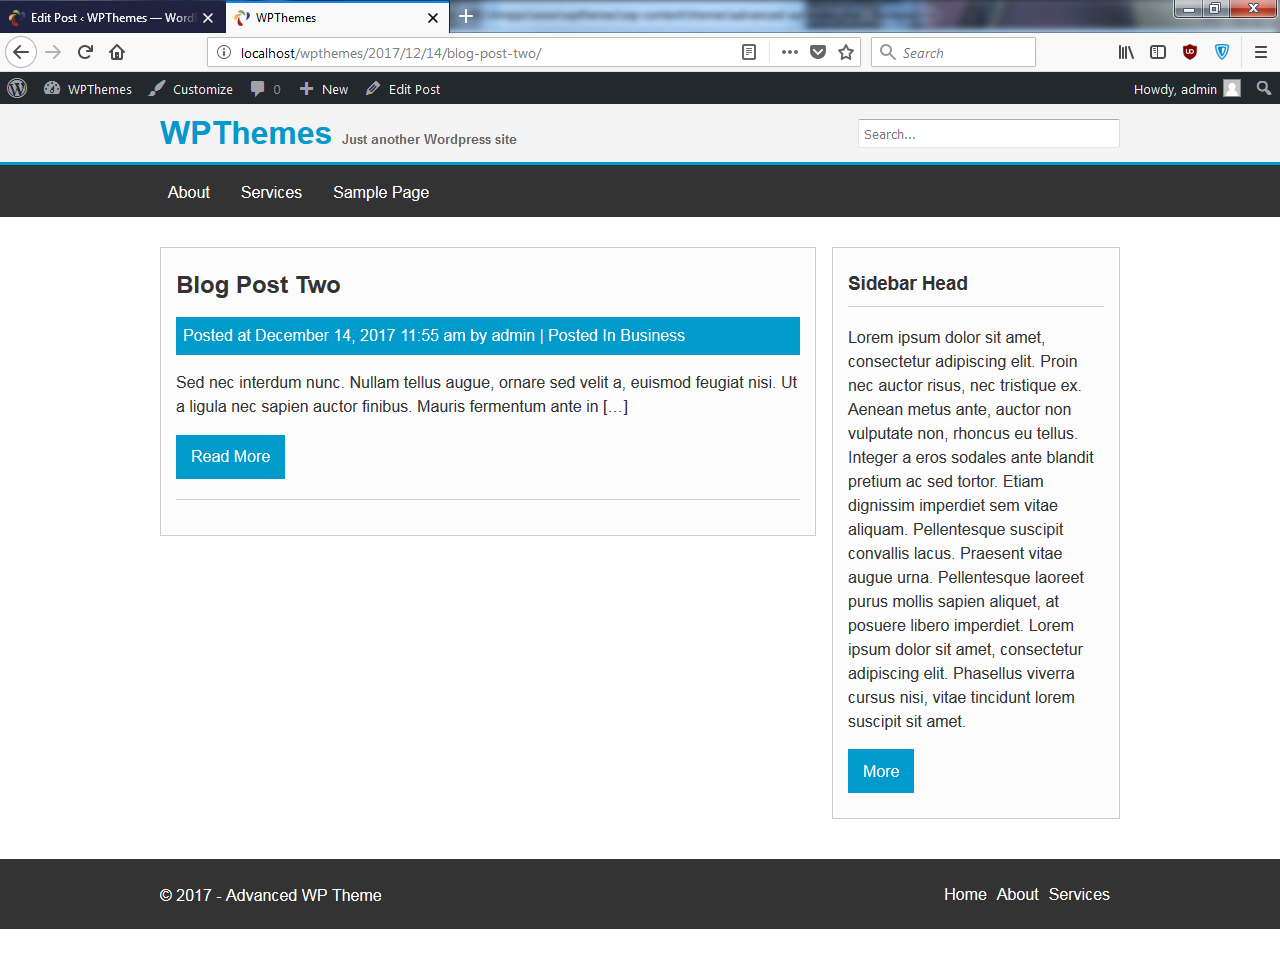 Edit Post ‹ WPThemes — Word
WPThemes
localhost/wpthemes/2017/12/14/blog-post-two/
Search
WPThemes
Customize
0
New
Edit Post
Howdy, admin
WPThemes
Just another Wordpress site
Search...
About
Services
Sample Page
Blog Post Two
Posted at December 14, 2017 11:55 am by admin | Posted In Business
Sed nec interdum nunc. Nullam tellus augue, ornare sed velit a, euismod feugiat nisi. Ut
a ligula nec sapien auctor finibus. Mauris fermentum ante in […]
Read More
Sidebar Head
Lorem ipsum dolor sit amet,
consectetur adipiscing elit. Proin
nec auctor risus, nec tristique ex.
Aenean metus ante, auctor non
vulputate non, rhoncus eu tellus.
Integer a eros sodales ante blandit
pretium ac sed tortor. Etiam
dignissim imperdiet sem vitae
aliquam. Pellentesque suscipit
convallis lacus. Praesent vitae
augue urna. Pellentesque laoreet
purus mollis sapien aliquet, at
posuere libero imperdiet. Lorem
ipsum dolor sit amet, consectetur
adipiscing elit. Phasellus viverra
cursus nisi, vitae tincidunt lorem
suscipit sit amet.
More
© 2017 - Advanced WP Theme
Home
About
Services